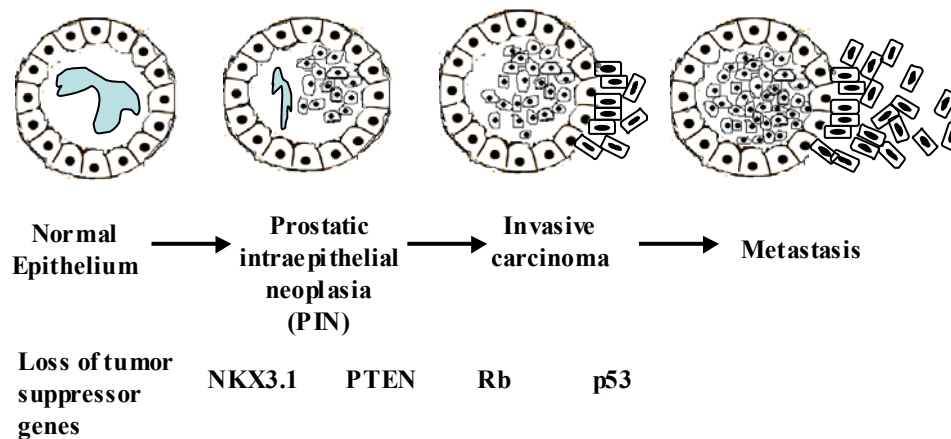 Normal
Epithelium
Prostatic
intraepithelial
neoplasia
(PIN)
Invasive
carcinoma
Metastasis
Loss of tumor
suppressor
genes
NKX3.1 PTEN Rb p53